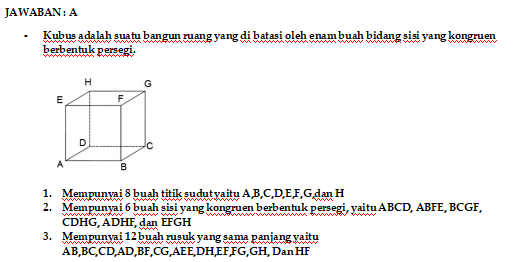 JAWABAN : A
- Kubus adalah suatu bangun ruang yang di batasi oleh enam buah bidang sisi yang kongruen
berbentuk persegi.
H
G
E
F
D
C
A
B
1. Mempunyai 8 buah titik sudut yaitu A,B,C,D,E,F,G,dan H
2. Mempunyai 6 buah sisi yang kongruen berbentuk persegi, yaitu ABCD, ABFE, BCGF,
CDHG, ADHF, dan EFGH
3. Mempunyai 12 buah rusuk yang sama panjang yaitu
AB,BC,CD,AD,BF,CG,AEE,DH,EF,FG,GH, Dan HF